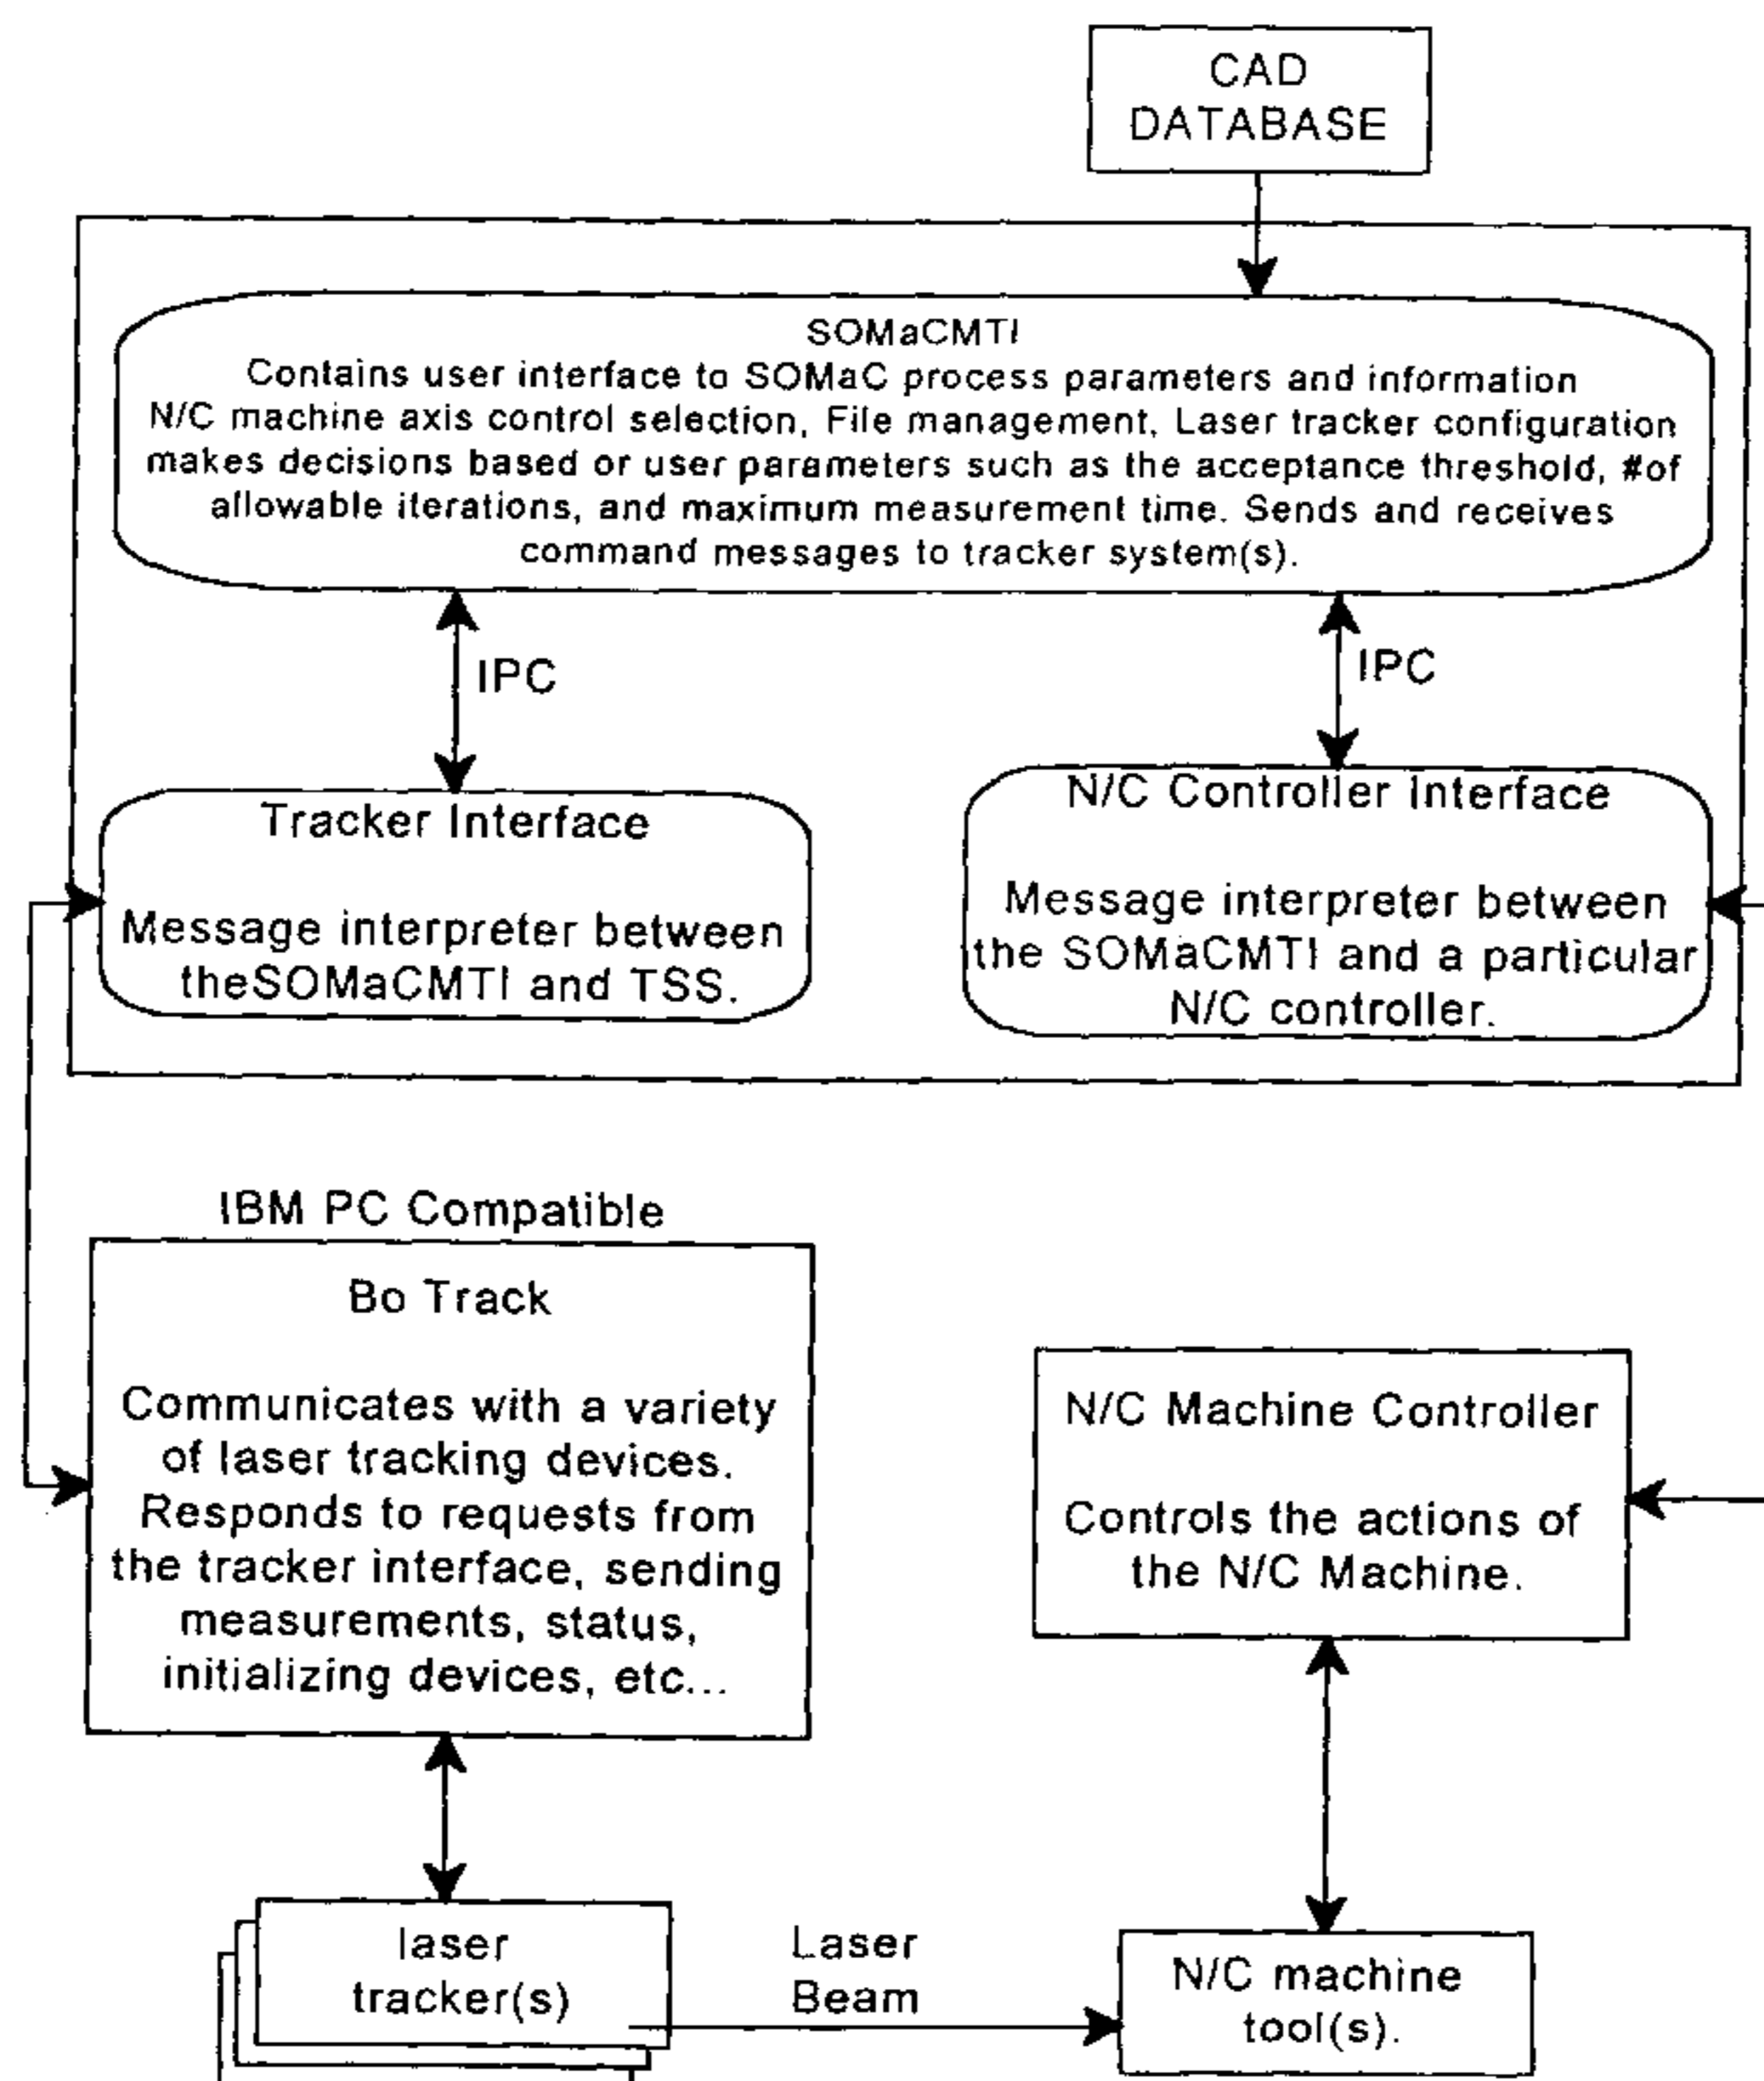 CAD
DATABASE
SOMaCMTI
Contains user interface to SOMaC process parameters and information
N/C machine axis control selection, File management, Laser tracker configuration
makes decisions based or user parameters such as the acceptance threshold, #of
allowable iterations, and maximum measurement time. Sends and receives
command messages to tracker system(s).
IPC
IPC
Tracker Interface
Message interpreter between
theSOMaCMTI and TSS.
N/C Controller Interface
Message interpreter between
the SOMaCMTI and a particular
N/C controller.
IBM PC Compatible
Bo Track
Communicates with a variety
of laser tracking devices.
Responds to requests from
the tracker interface, sending
measurements, status,
initializing devices, etc...
N/C Machine Controller
Controls the actions of
the N/C Machine.
laser
tracker(s)
Laser
Beam
N/C machine
tool(s).